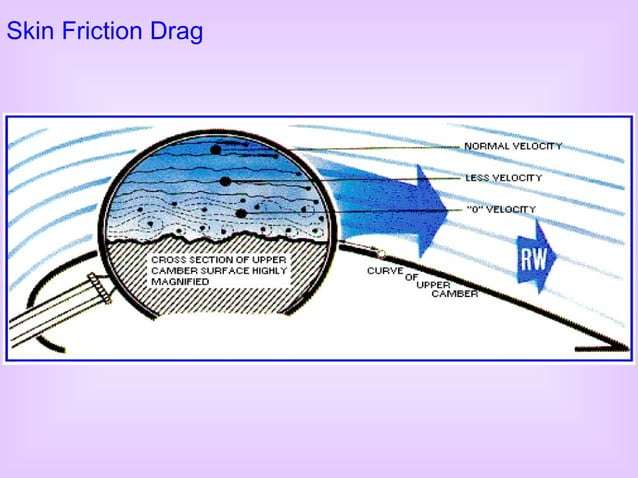 Skin Friction Drag
NORMAL VELOCITY
LESS VELOCITY
"0" VELOCITY
CROSS SECTION OF UPPER
CAMBER SURFACE HIGHLY
MAGNIFIED
RW
CURVE
OF
UPPER
CAMBER